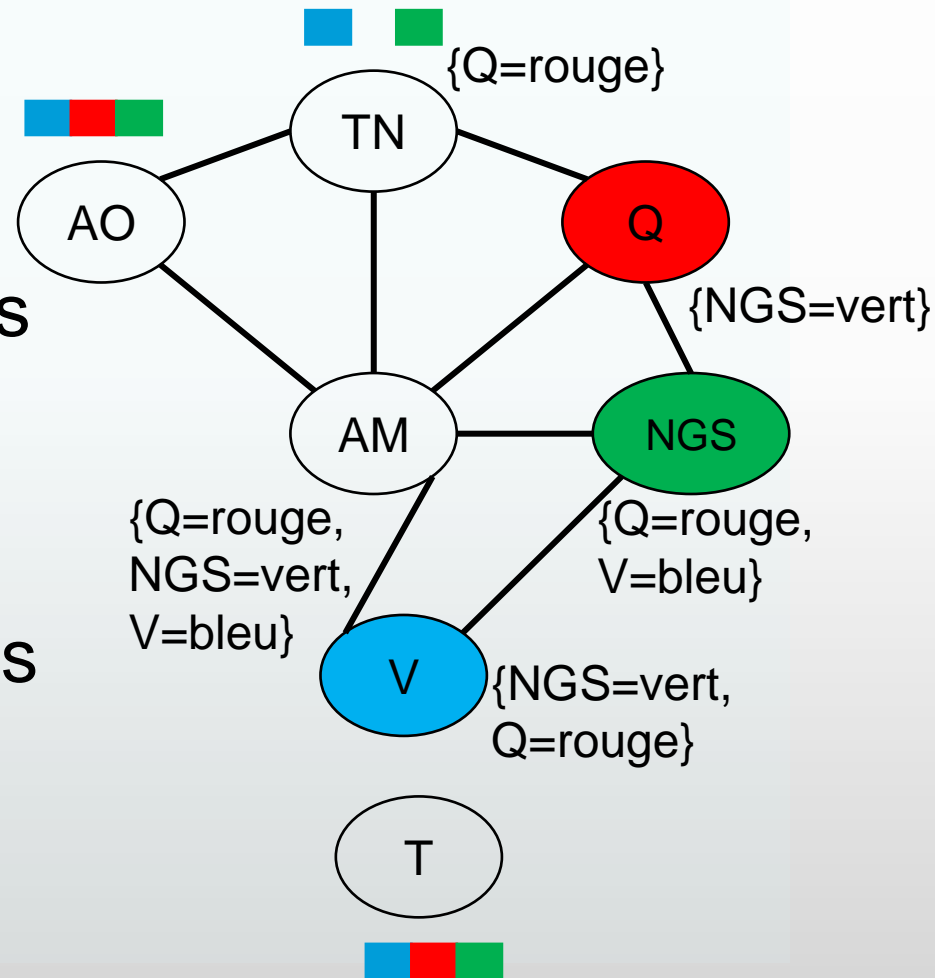 {Q=rouge}
TN
AO
Q
s
{NGS=vert}
AM
NGS
{Q=rouge,
NGS=vert,
V=bleu}
{Q=rouge,
V=bleu}
s
V
{NGS=vert,
Q=rouge}
T